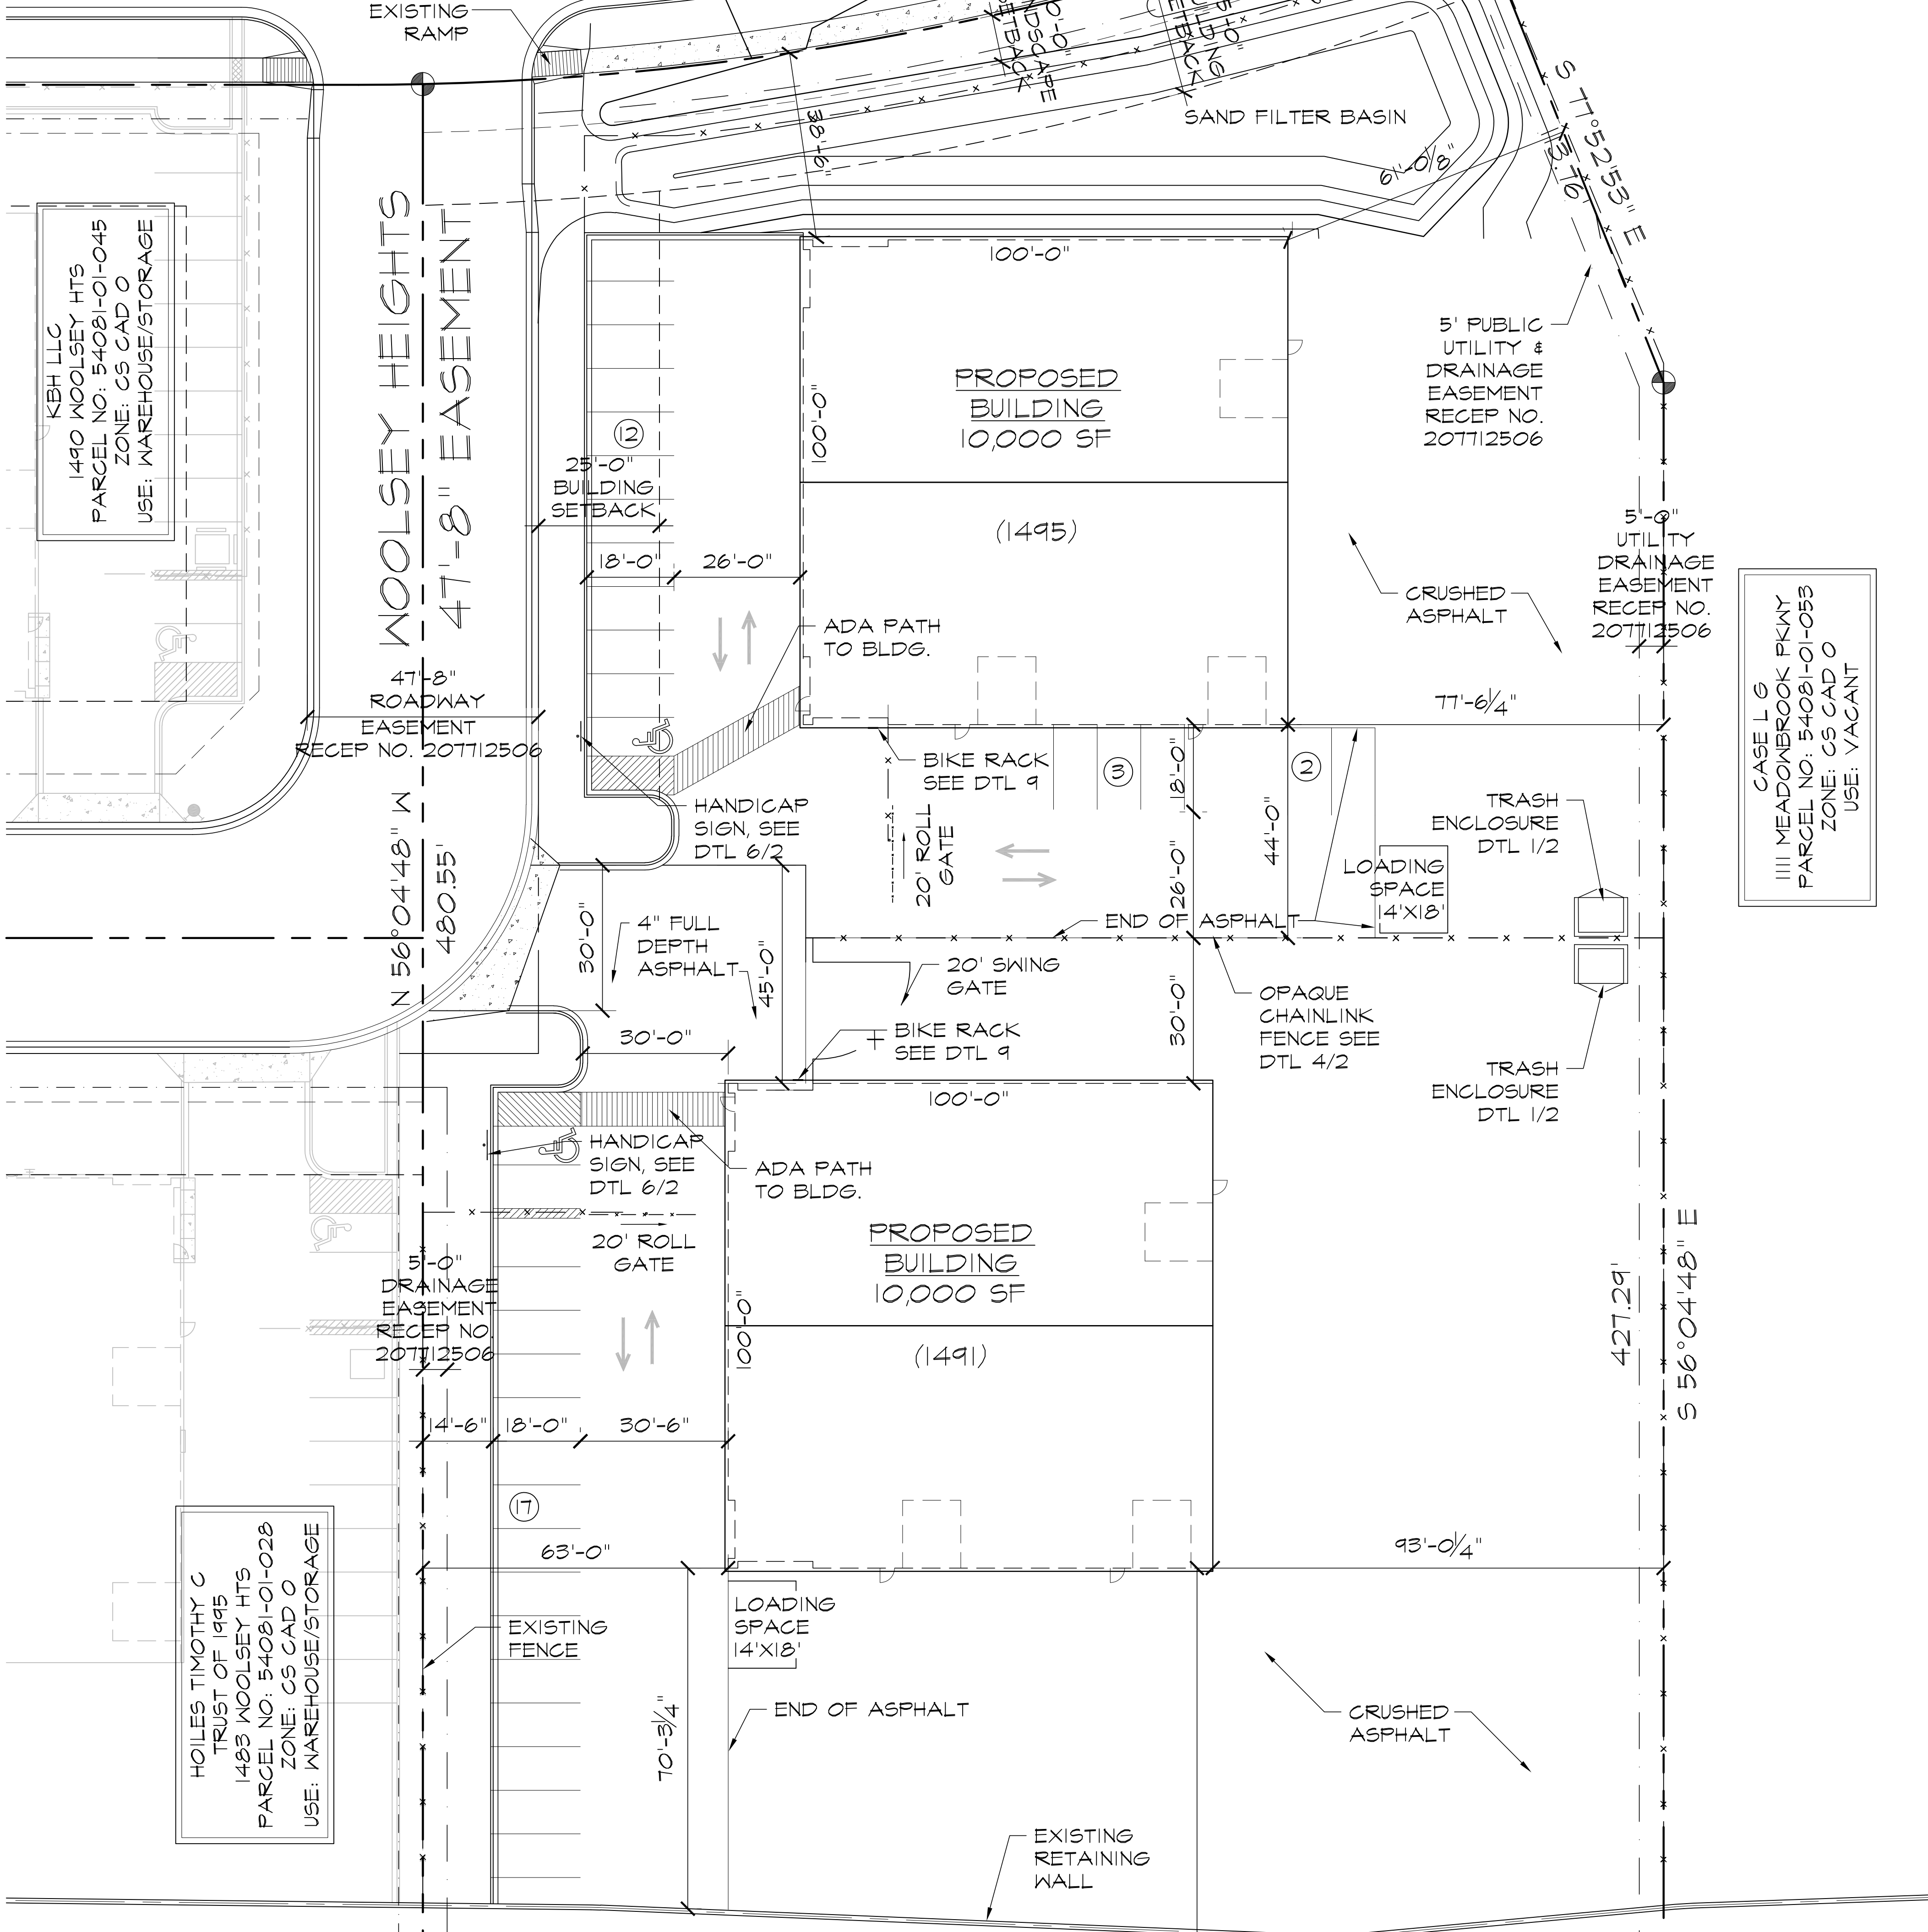 EXISTING
RAMP
SAND FILTER BASIN
38'-6"
61'-0/8"
S 77°52'53" E
KBH LLC
1490 WOOLSEY HTS
PARCEL NO: 54081-01-045
ZONE: CS CAD O
USE: WAREHOUSE/STORAGE
WOOLSEY HEIGHTS
47'-8" EASEMENT
100'-0"
100'-0"
PROPOSED
BUILDING
10,000 SF
(1495)
5' PUBLIC
UTILITY &
DRAINAGE
EASEMENT
RECEP NO.
207712506
12
25'-0"
BUILDING
SETBACK
18'-0"
26'-0"
5'-0"
UTILITY
DRAINAGE
EASEMENT
RECEP NO.
207712506
CRUSHED
ASPHALT
CASE L G
11111 MEADOWBROOK PKWY
PARCEL NO: 54081-01-053
ZONE: CS CAD O
USE: VACANT
ADA PATH
TO BLDG.
47'-8"
ROADWAY
EASEMENT
RECEP NO. 207712506
77'-6/4"
BIKE RACK
SEE DTL 9
3
18'-0"
2
HANDICAP
SIGN, SEE
DTL 6/2
20' ROLL
GATE
26'-0"
44'-0"
TRASH
ENCLOSURE
DTL 1/2
LOADING
SPACE
14'X18'
N 56°04'48" W
480.55'
30'-0"
4" FULL
DEPTH
ASPHALT
45'-0"
END OF ASPHALT
20' SWING
GATE
30'-0"
OPAQUE
CHAINLINK
FENCE SEE
DTL 4/2
30'-0"
BIKE RACK
SEE DTL 9
TRASH
ENCLOSURE
DTL 1/2
100'-0"
HANDICAP
SIGN, SEE
DTL 6/2
ADA PATH
TO BLDG.
20' ROLL
GATE
PROPOSED
BUILDING
10,000 SF
(1491)
100'-0"
5'-0"
DRAINAGE
EASEMENT
RECEP NO.
207712506
427.29'
S 56°04'48" E
14'-6"
18'-0"
30'-6"
17
63'-0"
93'-0/4"
HOILES TIMOTHY C
TRUST OF 1995
1483 WOOLSEY HTS
PARCEL NO: 54081-01-028
ZONE: CS CAD O
USE: WAREHOUSE/STORAGE
EXISTING
FENCE
LOADING
SPACE
14'X18'
70'-3/4"
END OF ASPHALT
CRUSHED
ASPHALT
EXISTING
RETAINING
WALL